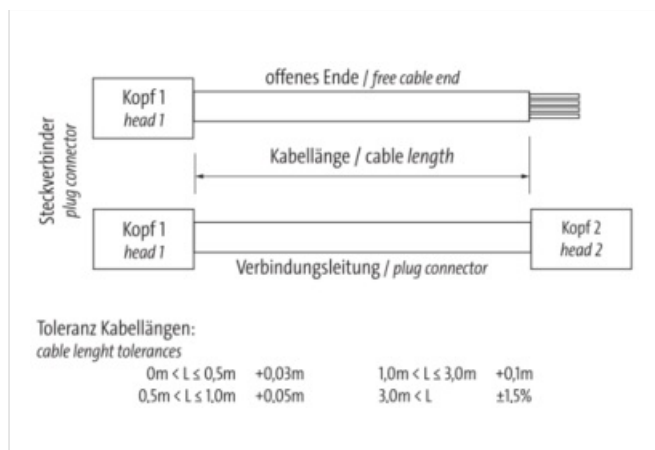 offenes Ende / free cable end
Kopf 1
head 1
Steckverbinder
plug connector
Kabellänge / cable length
Kopf 1
head 1
Kopf 2
head 2
Verbindungsleitung / plug connector
Toleranz Kabellängen:
cable lenght tolerances
0m < L ≤ 0,5m +0,03m 1,0m < L ≤ 3,0m +0,1m
0,5m < L ≤ 1,0m +0,05m 3,0m < L ±1,5%